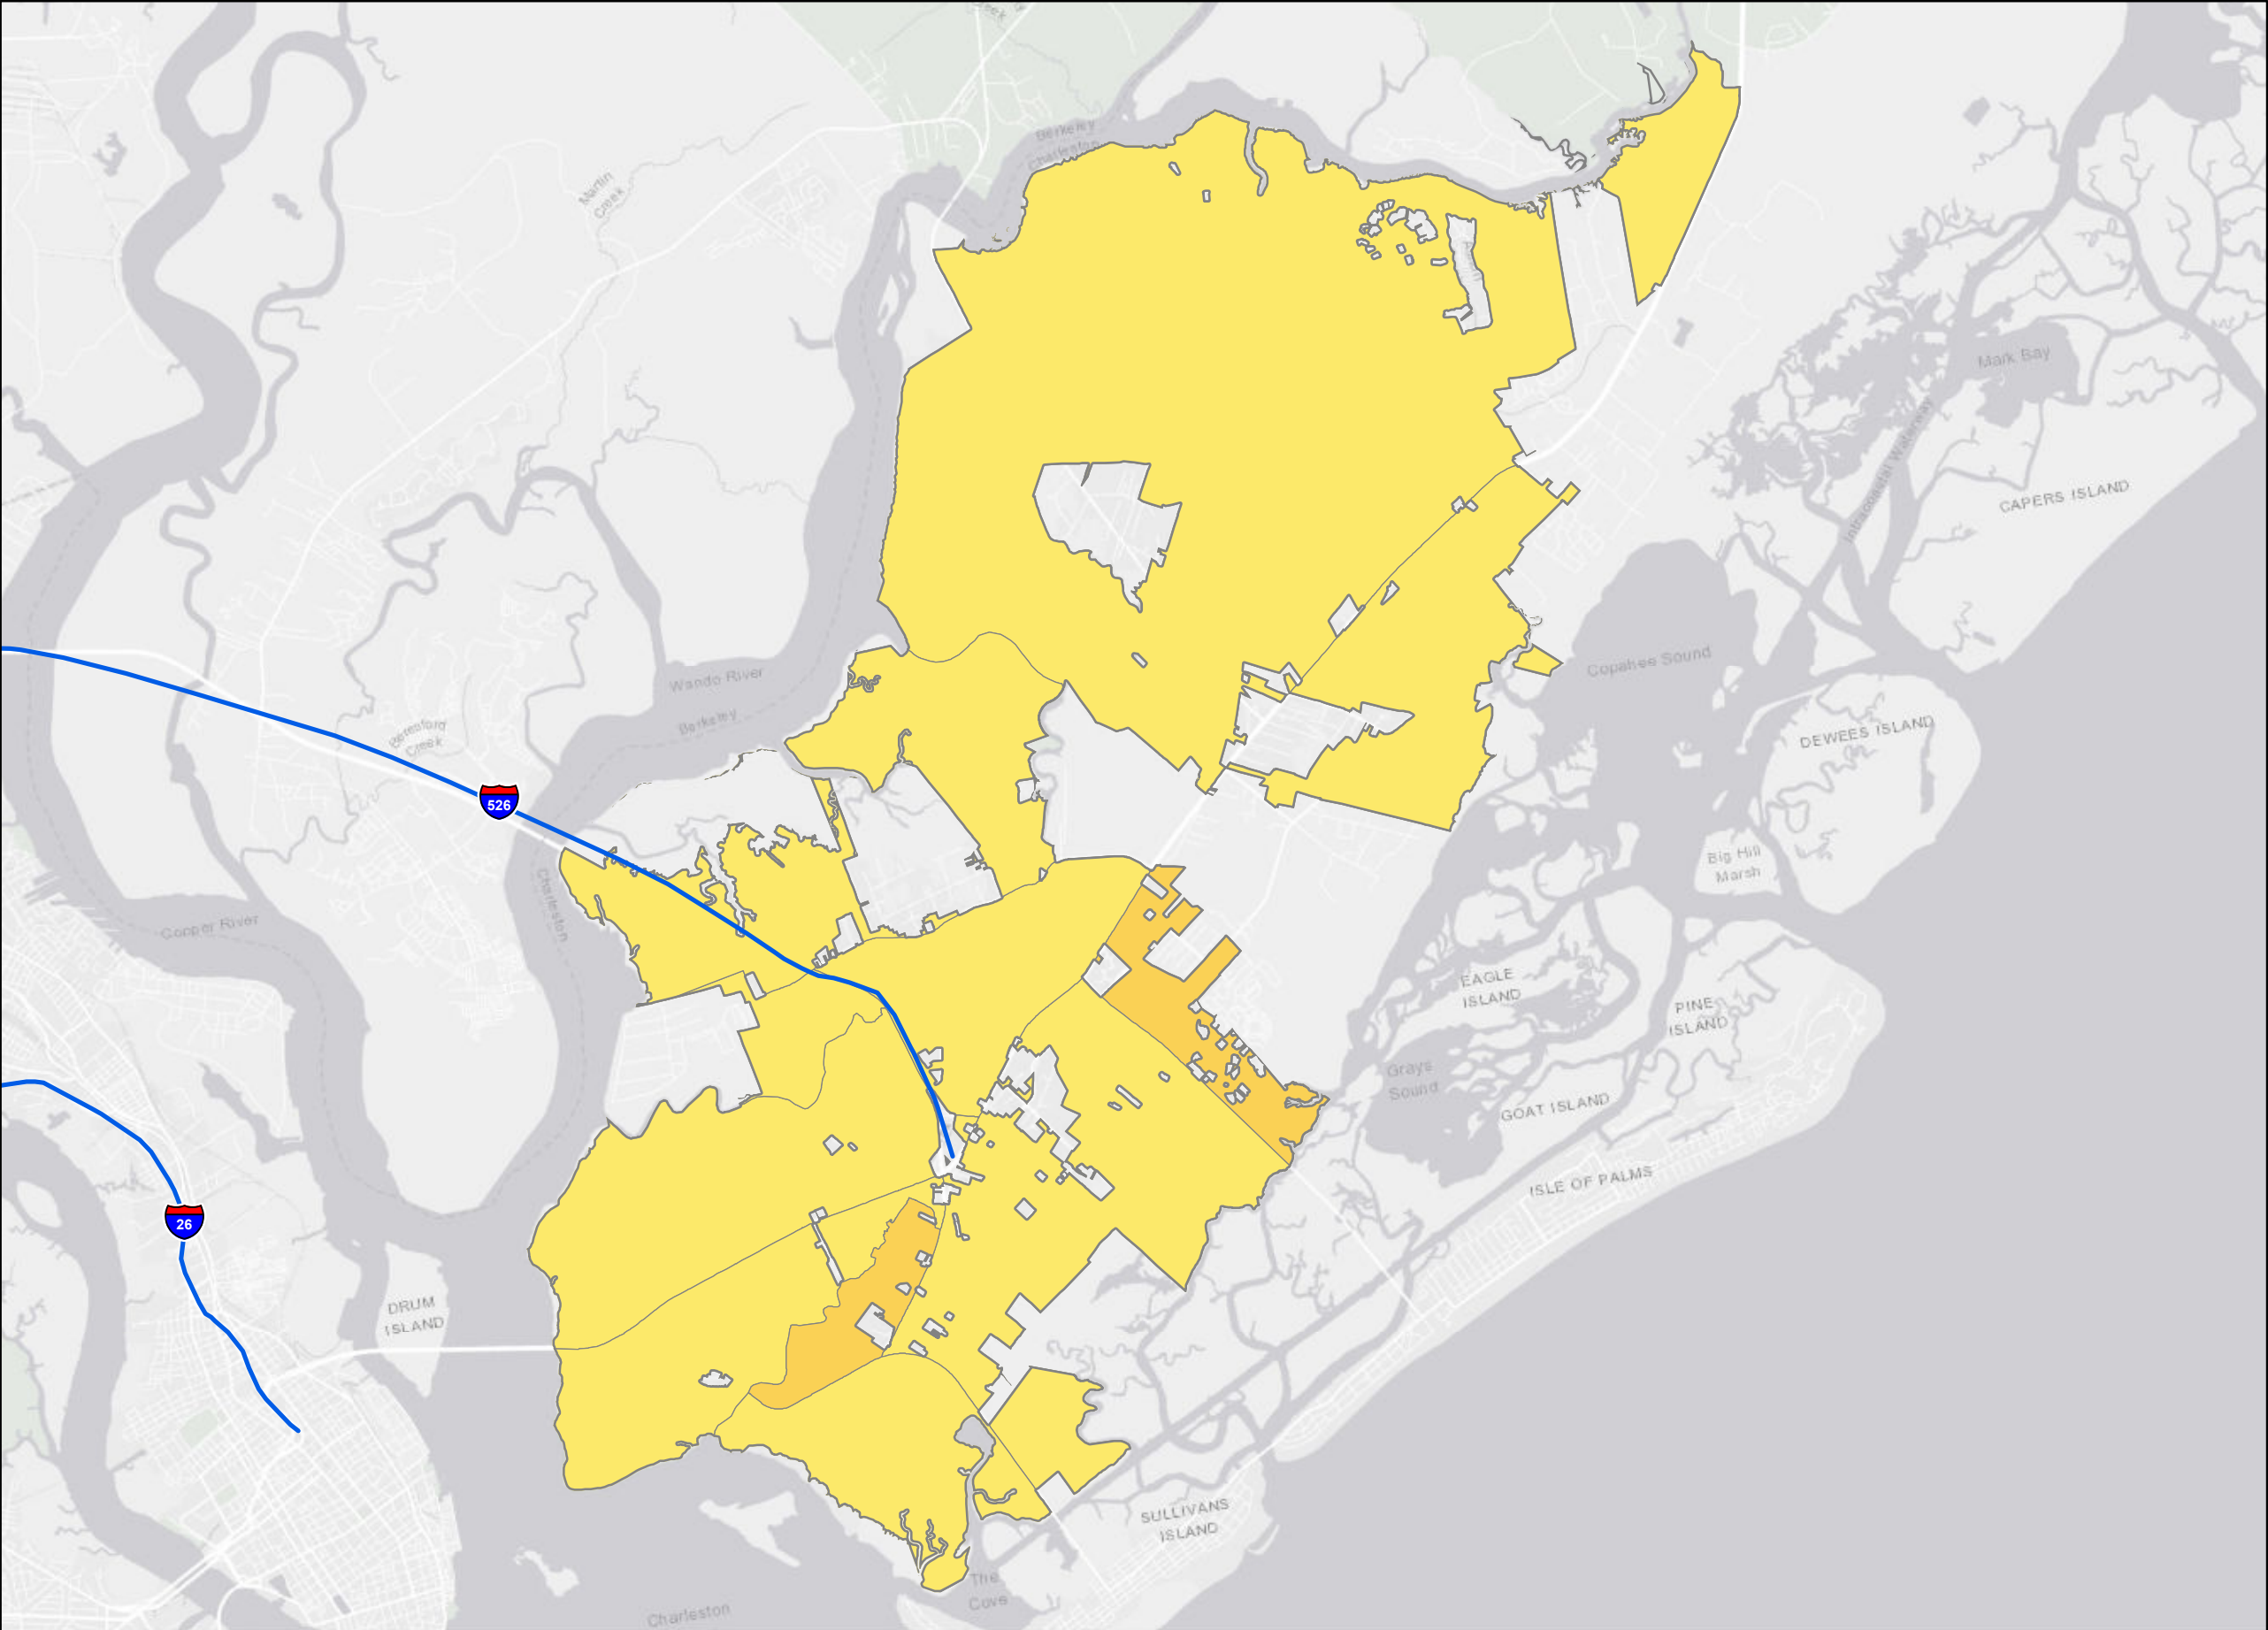 Creek
Berkeley
Charleston
Martin
Creek
Mark Bay
Intracoastal Waterway
CAPERS ISLAND
Copahee Sound
Wando River
Berkeley
Beresford
Creek
DEWEES ISLAND
526
Big Hill
Marsh
Charleston
Cooper River
EAGLE
ISLAND
PINE
ISLAND
Grays
Sound
GOAT ISLAND
ISLE OF PALMS
26
DRUM
ISLAND
SULLIVANS
ISLAND
The
Cove
Charleston